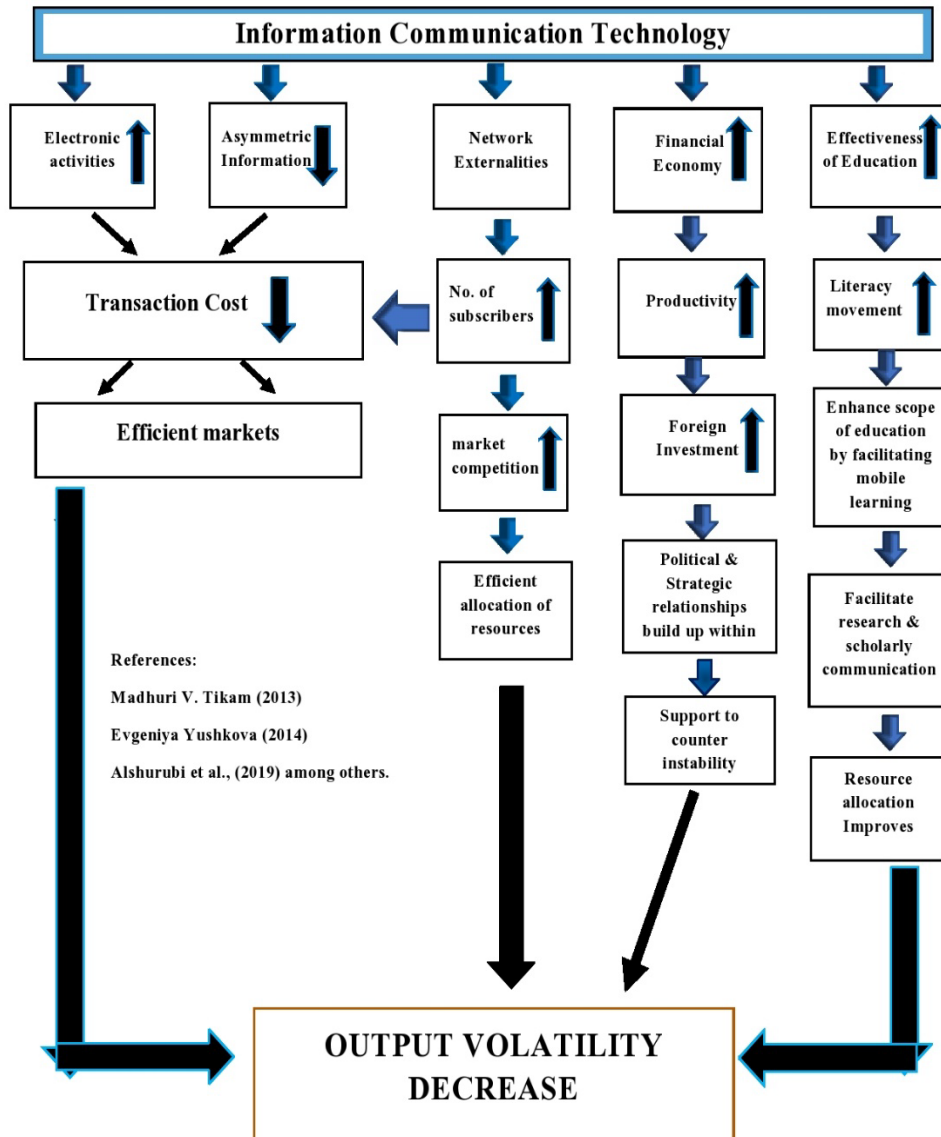 Information Communication Technology
Electronic
activities
Asymmetric
Information
Network
Externalities
Financial
Economy
Effectiveness
of Education
Transaction Cost
No. of
subscribers
Productivity
Literacy
movement
Efficient markets
market
competition
Foreign
Investment
Enhance scope
of education
by facilitating
mobile
learning
Efficient
allocation of
resources
Political &
Strategic
relationships
build up within
Facilitate
research &
scholarly
communication
References:
Madhuri V. Tikam (2013)
Evgeniya Yushkova (2014)
Alshurubi et al., (2019) among others.
Support to
counter
instability
Resource
allocation
Improves
OUTPUT VOLATILITY
DECREASE